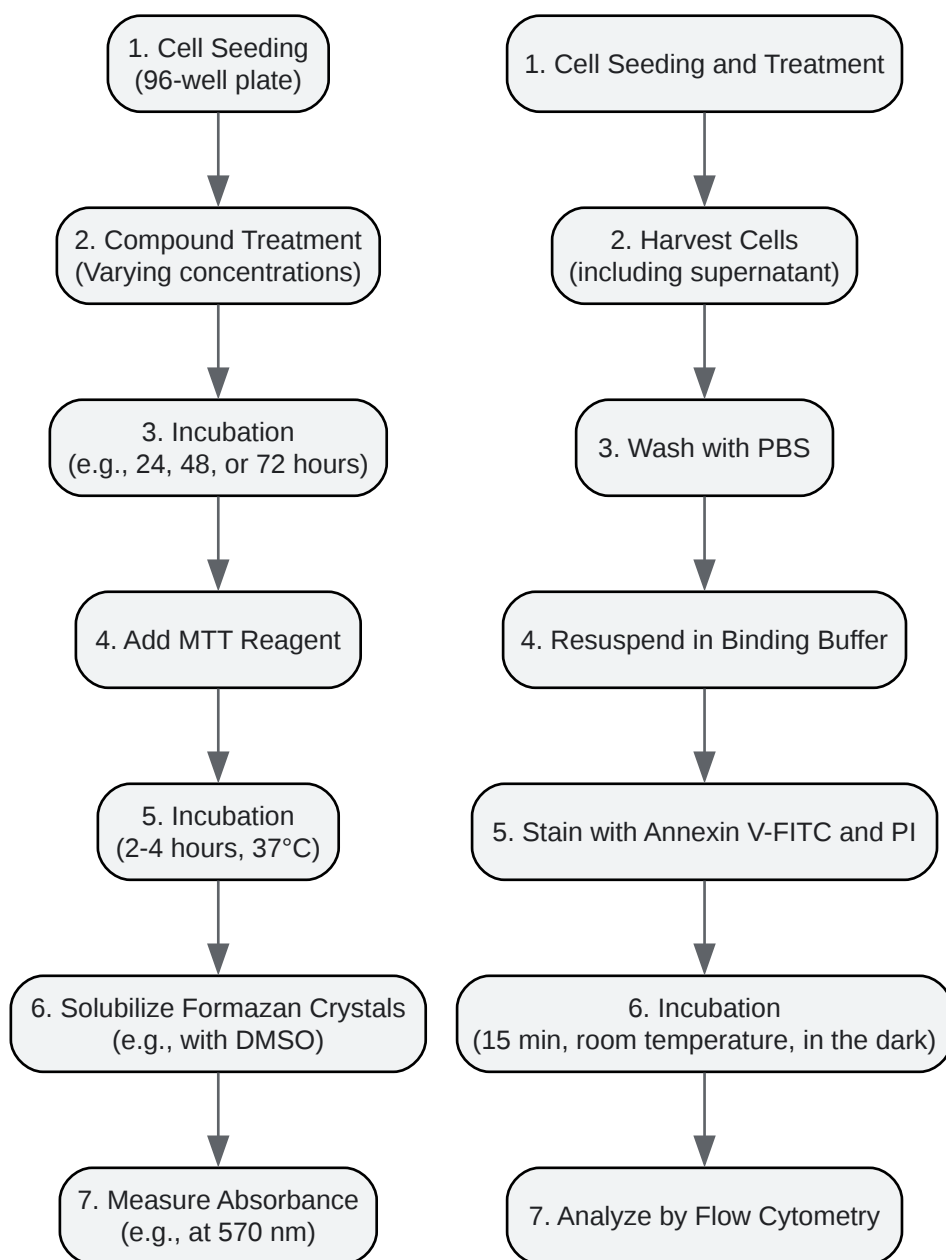 1. Cell Seeding
(96-well plate)
2. Compound Treatment
(Varying concentrations)
3. Incubation
(e.g., 24, 48, or 72 hours)
4. Add MTT Reagent
5. Incubation
(2-4 hours, 37°C)
6. Solubilize Formazan Crystals
(e.g., with DMSO)
7. Measure Absorbance
(e.g., at 570 nm)
1. Cell Seeding and Treatment
2. Harvest Cells
(including supernatant)
3. Wash with PBS
4. Resuspend in Binding Buffer
5. Stain with Annexin V-FITC and PI
6. Incubation
(15 min, room temperature, in the dark)
7. Analyze by Flow Cytometry